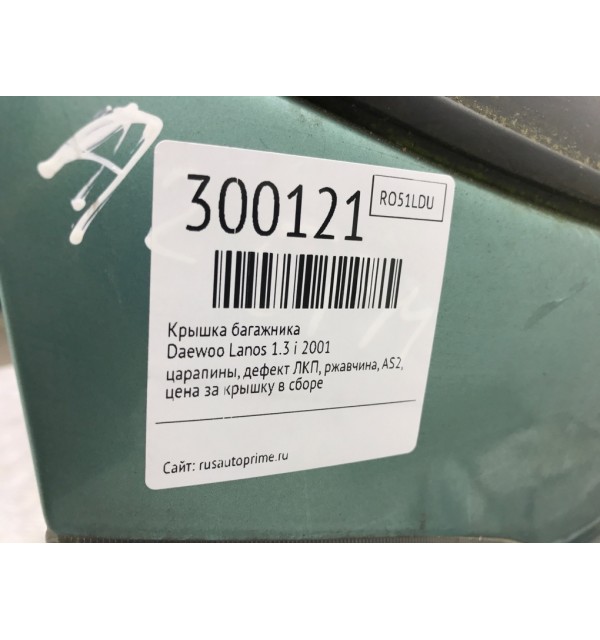 300121
RO51LDU
Крышка багажника
Daewoo Lanos 1.3 i 2001
царапины, дефект ЛКП, ржавчина, AS2,
цена за крышку в сборе
Сайт: rusautoprime.ru